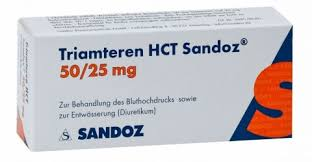 Triamteren HCT Sandoz®
50/25 mg
Zur Behandlung des Bluthochdrucks sowie
zur Entwässerung (Diuretikum)
SANDOZ